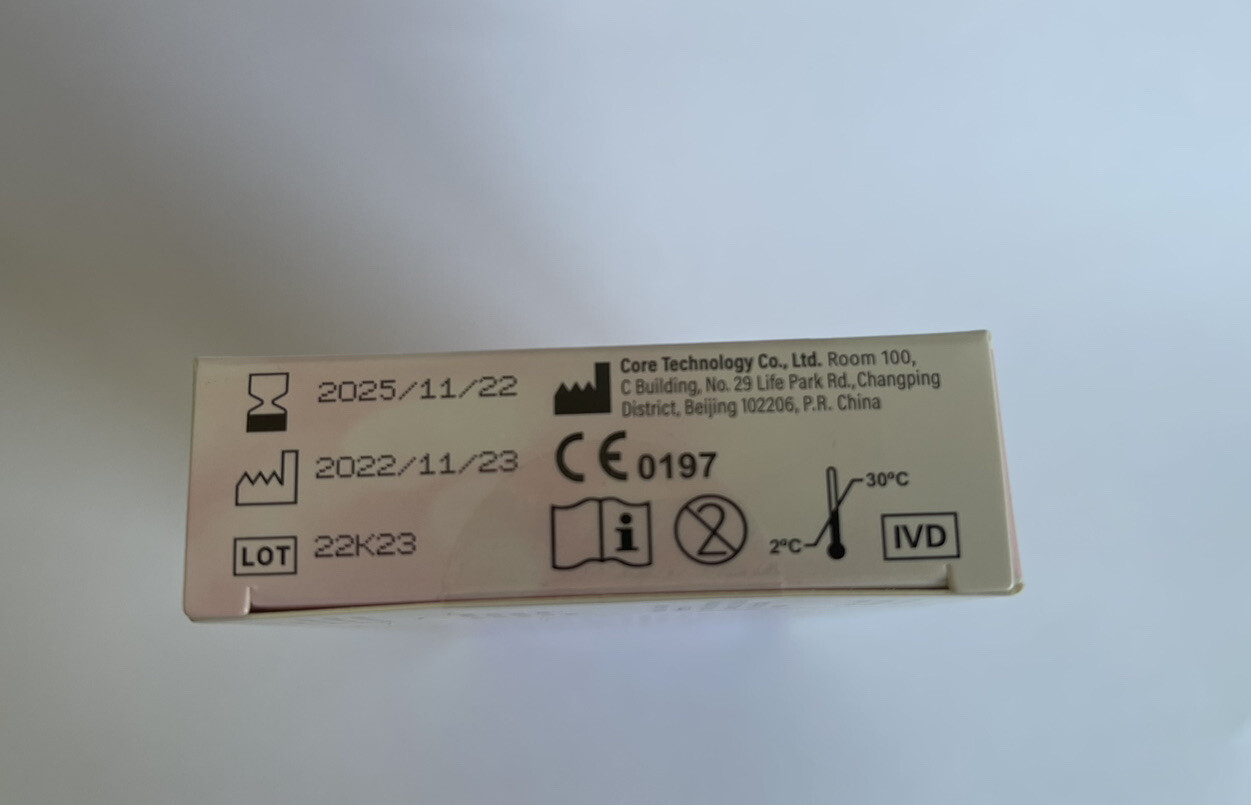 2025/11/22
2022/11/23
LOT 22K23
Core Technology Co., Ltd. Room 100,
C Building, No. 29 Life Park Rd., Changping
District, Beijing 102206, P.R. China
CE 0197
2
30°C
2°C
IVD